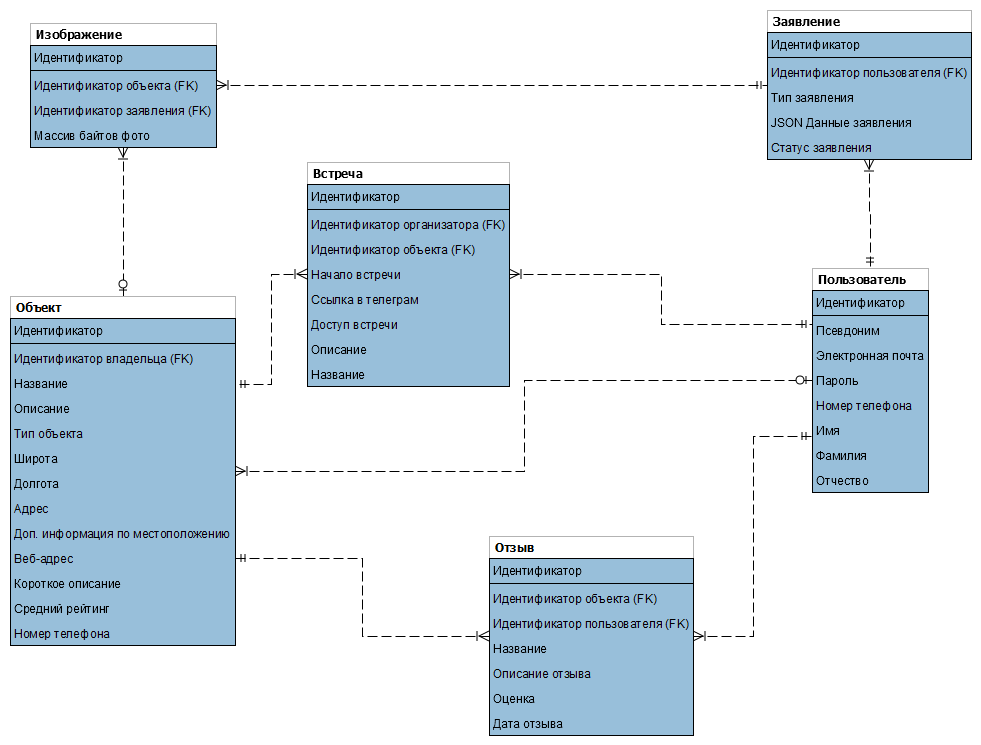 Изображение
Идентификатор
Идентификатор объекта (FK)
Идентификатор заявления (FK)
Массив байтов фото
Заявление
Идентификатор
Идентификатор пользователя (FK)
Тип заявления
JSON Данные заявления
Статус заявления
Встреча
Идентификатор
Идентификатор организатора (FK)
Идентификатор объекта (FK)
Начало встречи
Ссылка в телеграм
Доступ встречи
Описание
Название
Пользователь
Идентификатор
Псевдоним
Электронная почта
Пароль
Номер телефона
Имя
Фамилия
Отчество
Объект
Идентификатор
Идентификатор владельца (FK)
Название
Описание
Тип объекта
Широта
Долгота
Адрес
Доп. информация по местоположению
Веб-адрес
Короткое описание
Средний рейтинг
Номер телефона
Отзыв
Идентификатор
Идентификатор объекта (FK)
Идентификатор пользователя (FK)
Название
Описание отзыва
Оценка
Дата отзыва